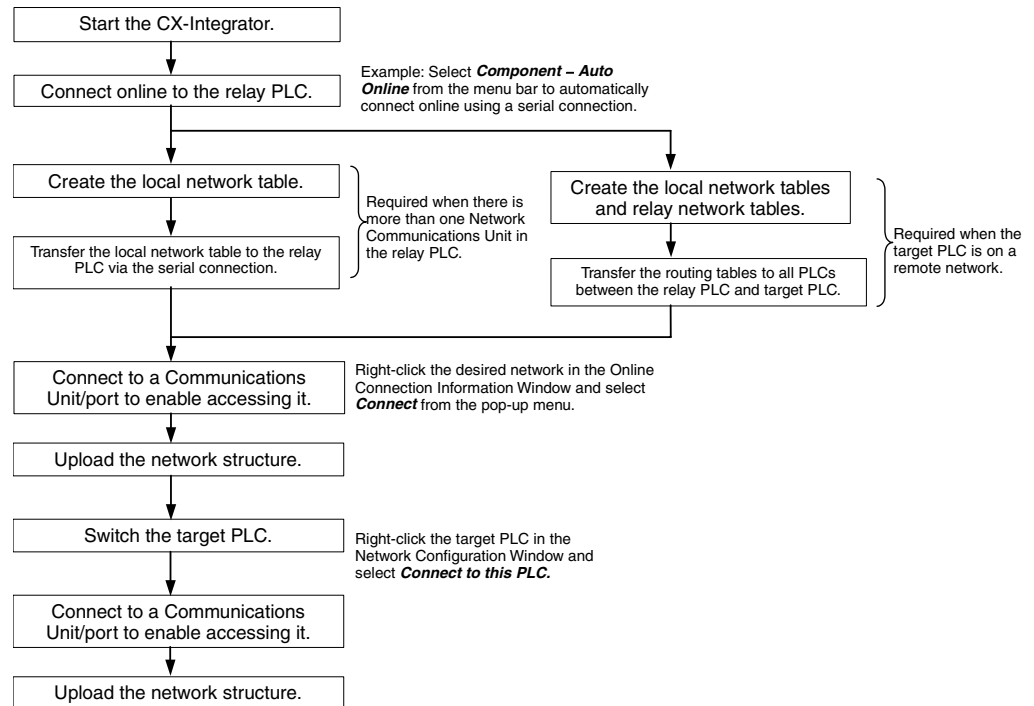 Start the CX-Integrator.
Connect online to the relay PLC.
Example: Select Component – Auto
Online from the menu bar to automatically
connect online using a serial connection.
Create the local network table.
Transfer the local network table to the relay
PLC via the serial connection.
Required when there is
more than one Network
Communications Unit in
the relay PLC.
Create the local network tables
and relay network tables.
Transfer the routing tables to all PLCs
between the relay PLC and target PLC.
Required when the
target PLC is on a
remote network.
Connect to a Communications
Unit/port to enable accessing it.
Right-click the desired network in the Online
Connection Information Window and select
Connect from the pop-up menu.
Upload the network structure.
Switch the target PLC.
Right-click the target PLC in the
Network Configuration Window and
select Connect to this PLC.
Connect to a Communications
Unit/port to enable accessing it.
Upload the network structure.